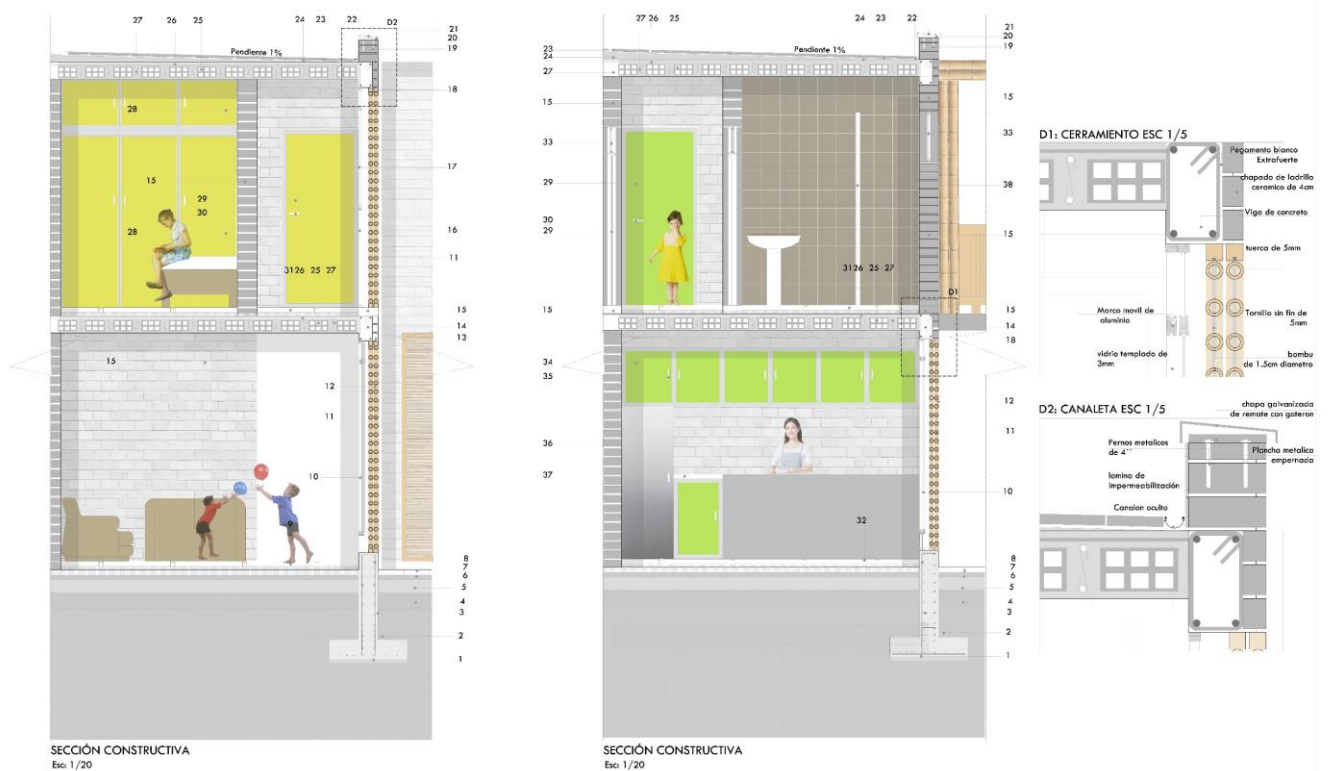 27 26 25 24 23 22 D2
21
20
19
Pendiente 1%
18
28
17
15
29
30
28
16
11
31 26 25 27
15
14
13
15
12
11
10
9
8
7
6
5
4
3
2
1
SECCIÓN CONSTRUCTIVA
Esc: 1/20
27 26 25 24 23 22
21
20
19
Pendiente 1%
23
24
27
15
33
29
30
29
15
33
38
15
31 26 25 27
D1
15
15
14
18
34
35
12
11
36
37
10
32
8
7
6
5
4
3
2
1
SECCIÓN CONSTRUCTIVA
Esc: 1/20
D1: CERRAMIENTO ESC 1/5
Pegamento blanco
Extrafuerte
chapado de ladrillo
ceramico de 4cm
Viga de concreto
tuerca de 5mm
Marco movil de
aluminio
Tornillo sin fin de
5mm
vidrio templado de
3mm
bambu
de 1.5cm diametro
D2: CANALETA ESC 1/5
chapa galvanizada
de remate con goteron
Pernos metalicos
de 4''
Plancha metalica
empernada
lamina de
impermeabilización
Canalon oculto